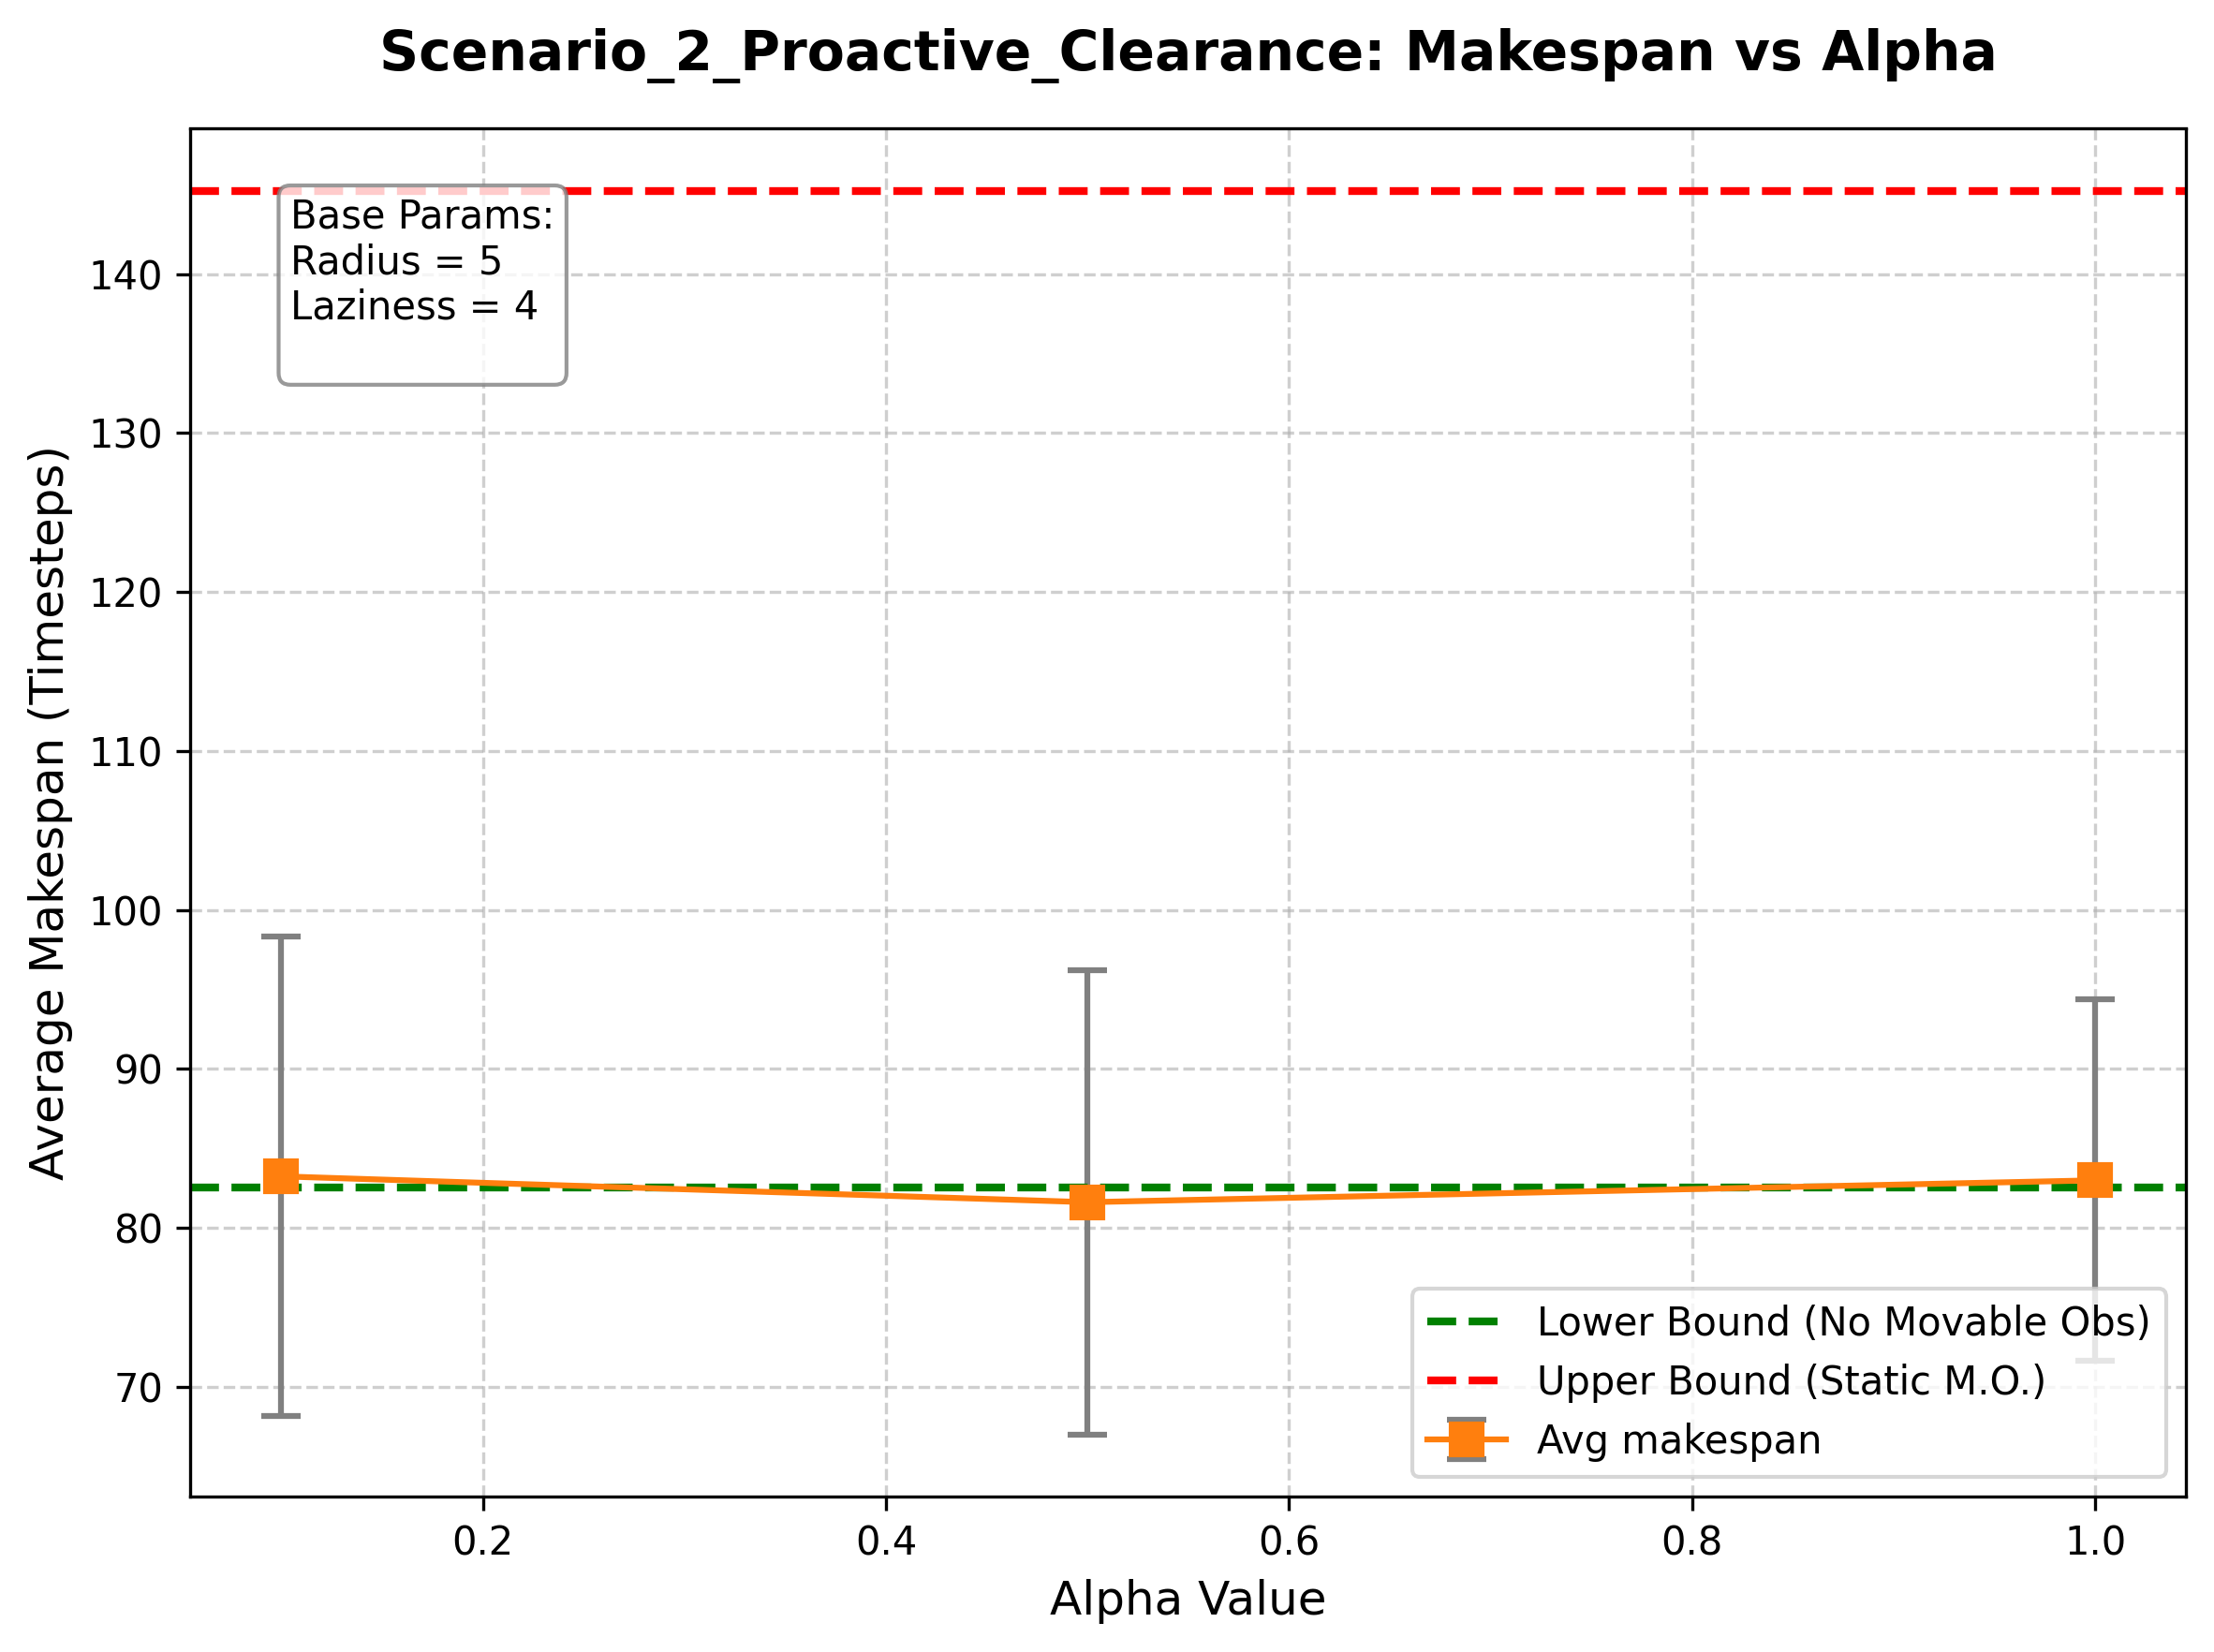 Scenario_2_Proactive_Clearance: Makespan vs Alpha
Base Params:
Radius = 5
Laziness = 4
Average Makespan (Timesteps)
140
130
120
110
100
90
80
70
Lower Bound (No Movable Obs)
Upper Bound (Static M.O.)
Avg makespan
0.2
0.4
0.6
0.8
1.0
Alpha Value